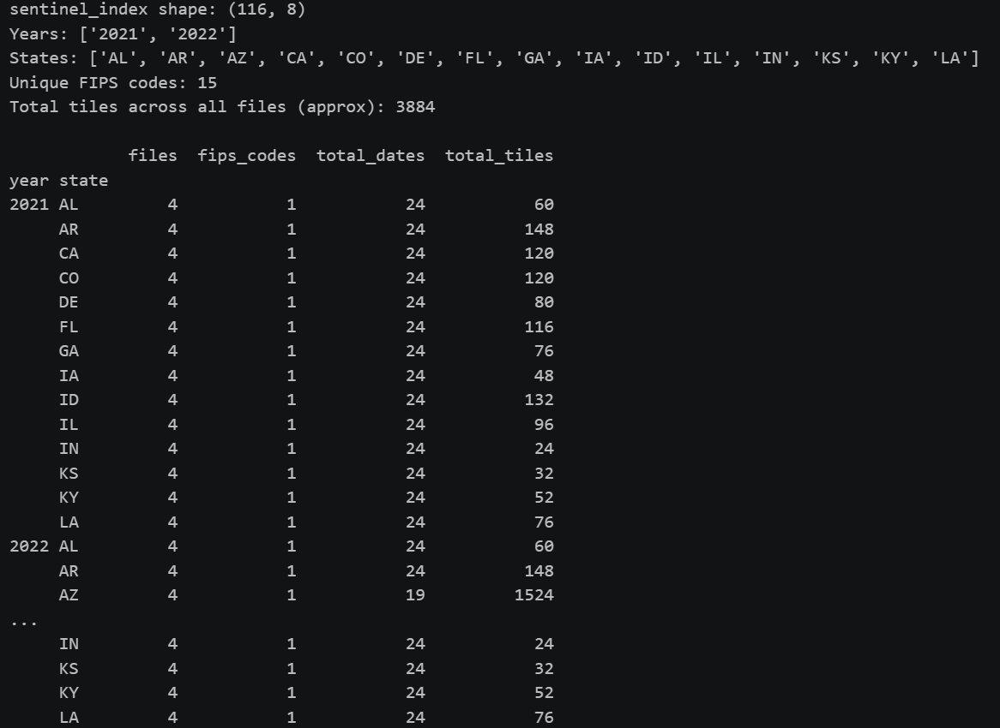 sentinel_index shape: (116, 8)
Years: ['2021', '2022']
States: ['AL', 'AR', 'AZ', 'CA', 'CO', 'DE', 'FL', 'GA', 'IA', 'ID', 'IL', 'IN', 'KS', 'KY', 'LA']
Unique FIPS codes: 15
Total tiles across all files (approx): 3884
files fips_codes total_dates total_tiles
year state
2021 AL 4 1 24 60
AR 4 1 24 148
CA 4 1 24 120
CO 4 1 24 120
DE 4 1 24 80
FL 4 1 24 116
GA 4 1 24 76
IA 4 1 24 48
ID 4 1 24 132
IL 4 1 24 96
IN 4 1 24 24
KS 4 1 24 32
KY 4 1 24 52
LA 4 1 24 76
2022 AL 4 1 24 60
AR 4 1 24 148
AZ 4 1 19 1524
...
IN 4 1 24 24
KS 4 1 24 32
KY 4 1 24 52
LA 4 1 24 76